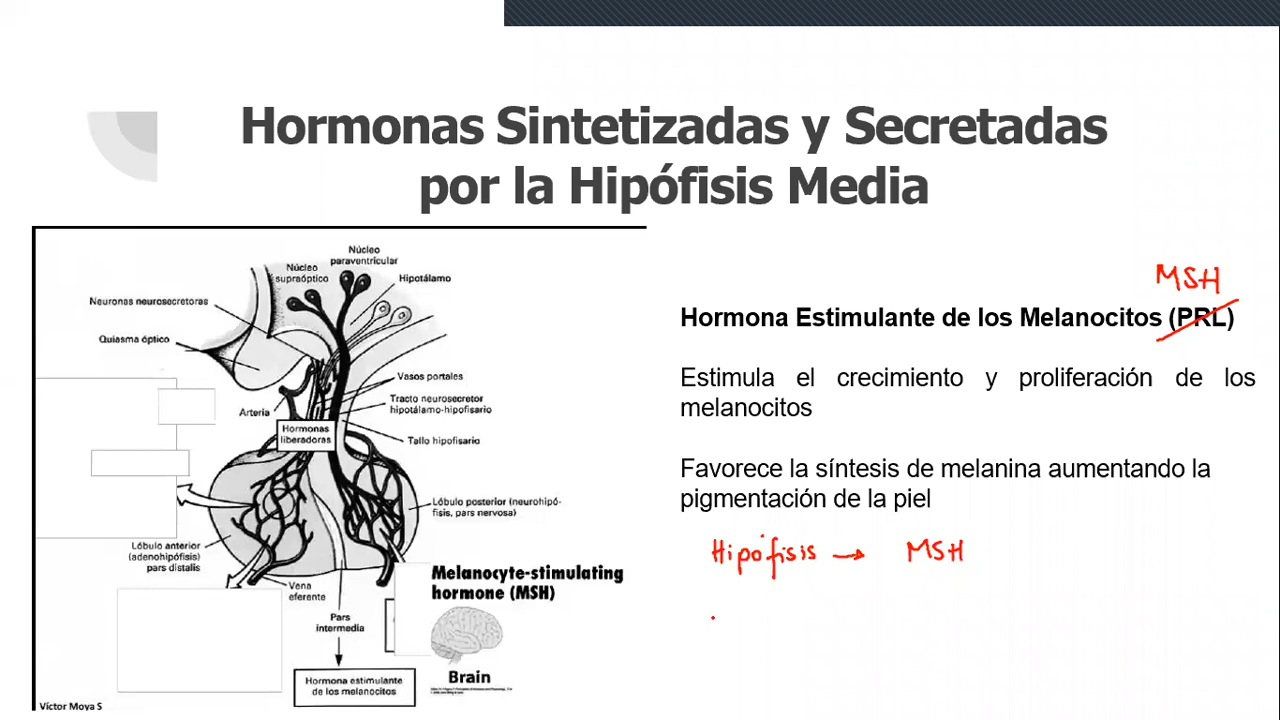 Hormonas Sintetizadas y Secretadas
por la Hipófisis Media
Núcleo
paraventricular
Núcleo
supraóptico
Hipotálamo
Neuronas neurosecretoras
Quiasma óptico
Vasos portales
Arteria
Tracto neurosecretor
hipotálamo-hipofisario
Hormonas
liberadoras
Tallo hipofisario
Lóbulo posterior (neurohipó-
fisis, pars nervosa)
Lóbulo anterior
(adenohipófisis)
pars distalis
Vena
eferente
Pars
intermedia
Hormona estimulante
de los melanocitos
Melanocyte-stimulating
hormone (MSH)
Brain
Víctor Moya S
MSH
Hormona Estimulante de los Melanocitos (PRL)
Estimula el crecimiento y proliferación de los
melanocitos
Favorece la síntesis de melanina aumentando la
pigmentación de la piel
Hipófisis → MSH